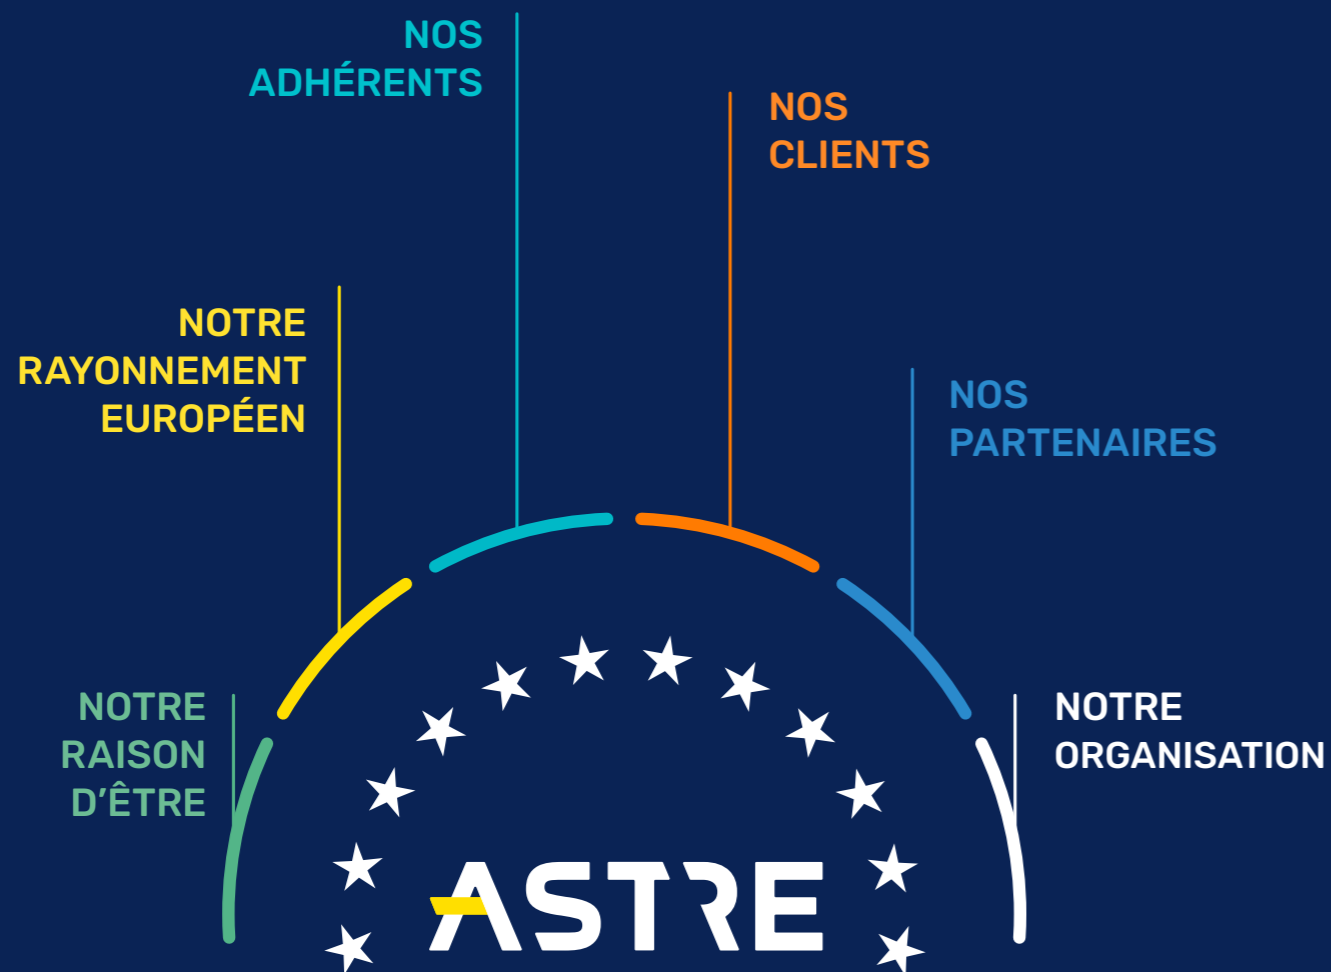 NOS
ADHÉRENTS
NOS
CLIENTS
NOTRE
RAYONNEMENT
EUROPÉEN
NOS
PARTENAIRES
NOTRE
RAISON
D'ÊTRE
NOTRE
ORGANISATION
ASTRE